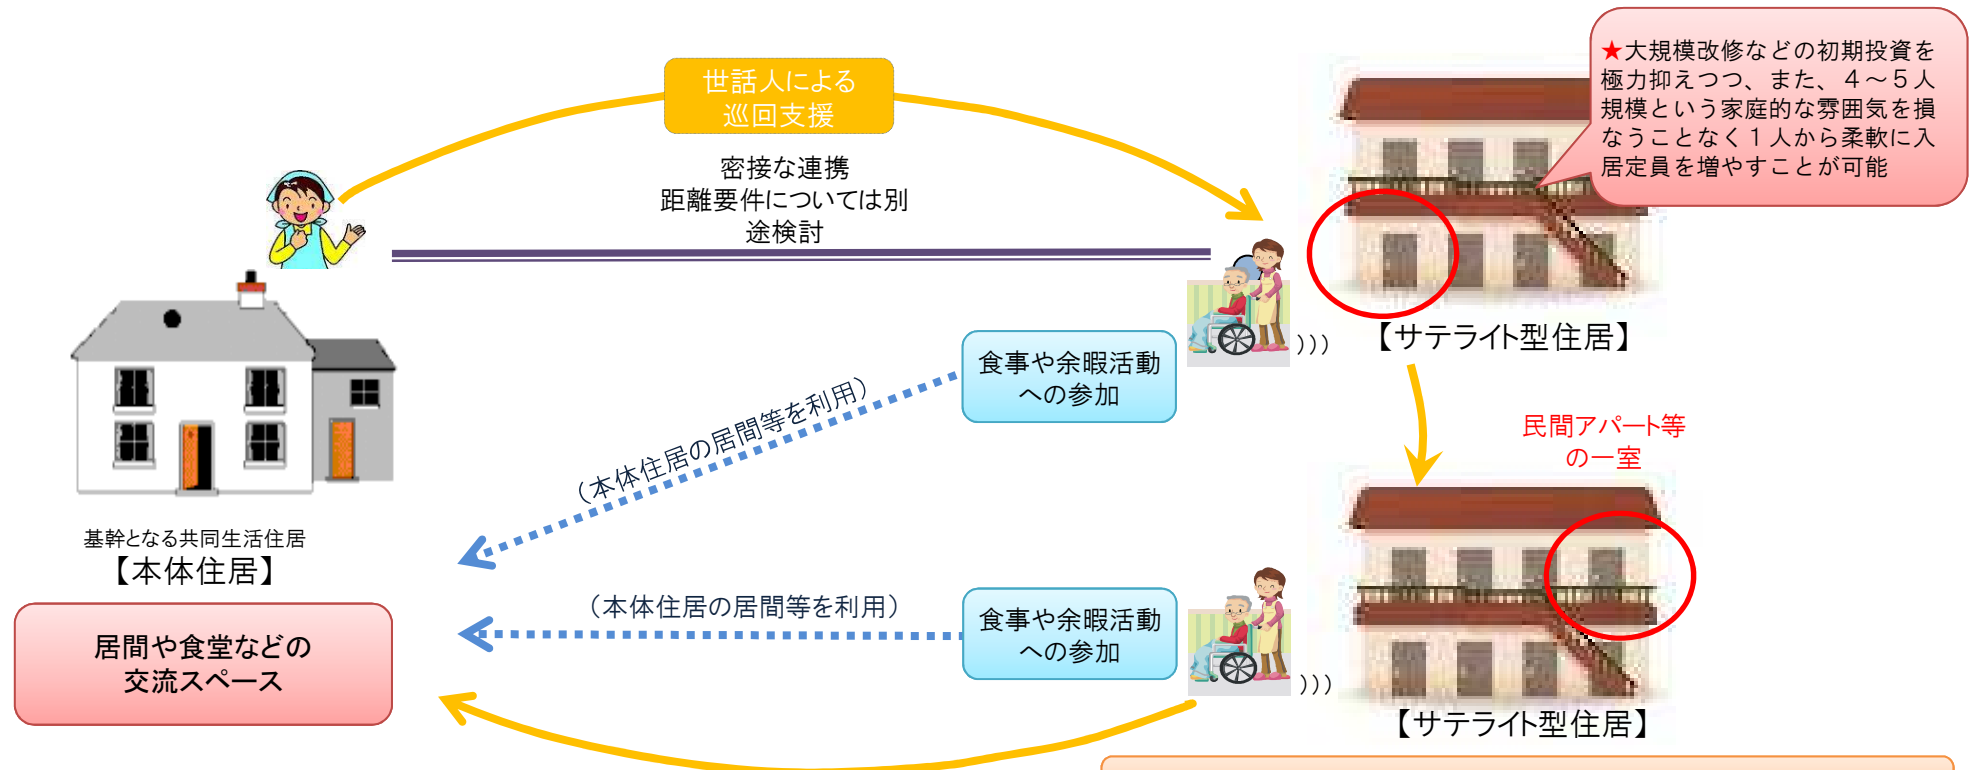 世話人による
巡回支援
★大規模改修などの初期投資を
極力抑えつつ、また、４～５人
規模という家庭的な雰囲気を損
なうことなく１人から柔軟に入
居定員を増やすことが可能
密接な連携
距離要件については別
途検討
【サテライト型住居】
食事や余暇活動
への参加
)))
（本体住居の居間等を利用）
民間アパート等
の一室
基幹となる共同生活住居
【本体住居】
（本体住居の居間等を利用）
食事や余暇活動
への参加
)))
居間や食堂などの
交流スペース
【サテライト型住居】